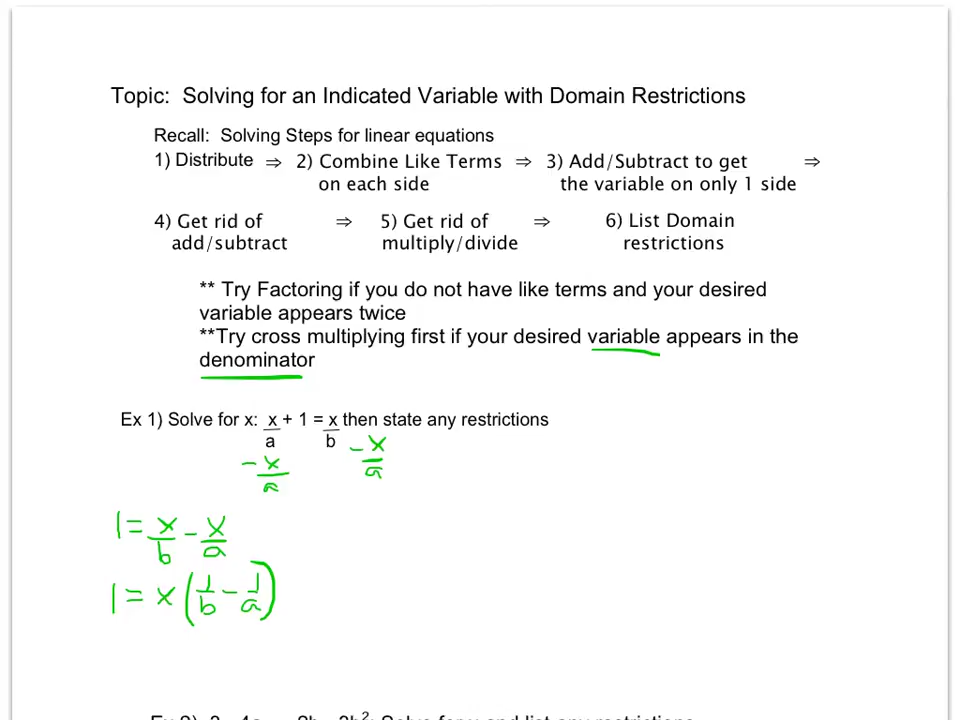 Topic: Solving for an Indicated Variable with Domain Restrictions
Recall: Solving Steps for linear equations
1) Distribute ⇒ 2) Combine Like Terms ⇒ 3) Add/Subtract to get ⇒
on each side the variable on only 1 side
4) Get rid of ⇒ 5) Get rid of ⇒ 6) List Domain
add/subtract multiply/divide restrictions
** Try Factoring if you do not have like terms and your desired
variable appears twice
**Try cross multiplying first if your desired variable appears in the
denominator
Ex 1) Solve for x: x/a + 1 = x/b then state any restrictions
- x/a - x/a
1 = x/b - x/a
1 = x (1/b - 1/a)